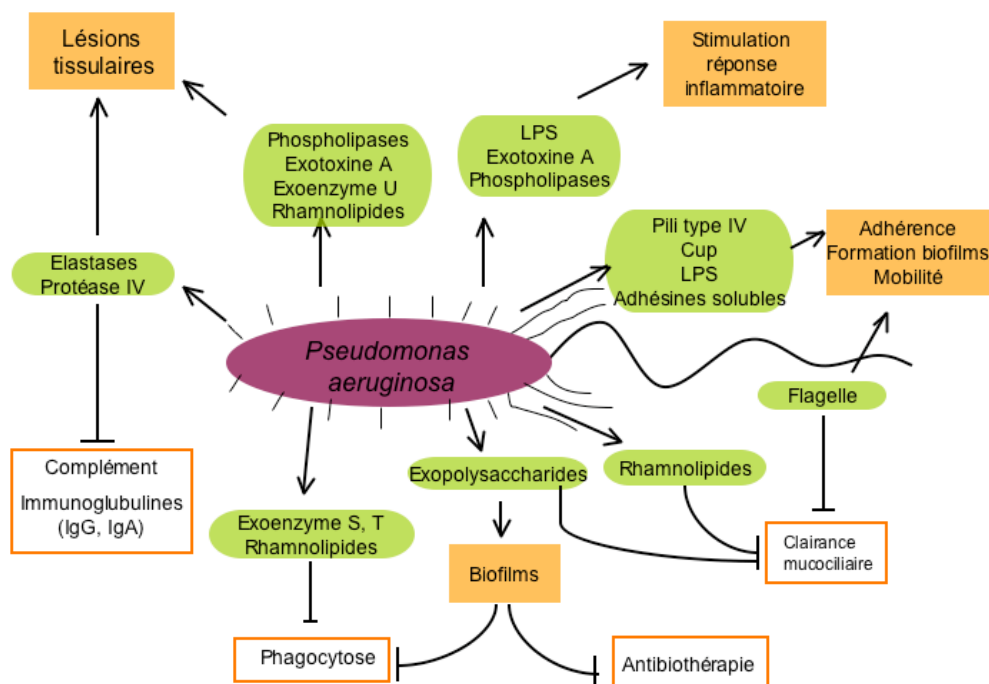 Lésions
tissulaires
Stimulation
réponse
inflammatoire
Phospholipases
Exotoxine A
Exoenzyme U
Rhamnolipides
LPS
Exotoxine A
Phospholipases
Pili type IV
Cup
LPS
Adhésines solubles
Adhérence
Formation biofilms
Mobilité
Elastases
Protéase IV
Pseudomonas
aeruginosa
Flagelle
Complément
Immunoglubulines
(IgG, IgA)
Exopolysaccharides
Rhamnolipides
Exoenzyme S, T
Rhamnolipides
Biofilms
Clairance
mucociliaire
Phagocytose
Antibiothérapie